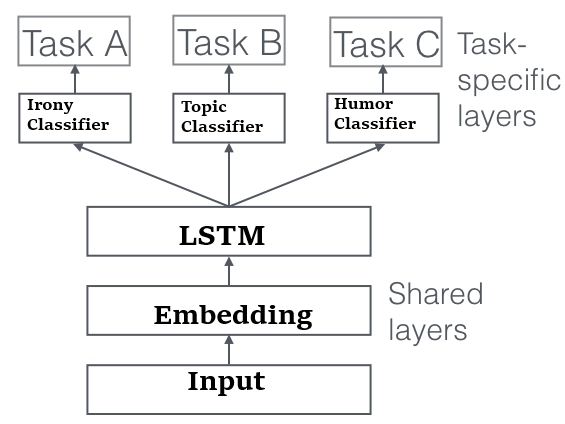 Task A
Task B
Task C
Task-
specific
layers
Irony
Classifier
Topic
Classifier
Humor
Classifier
LSTM
Shared
layers
Embedding
Input